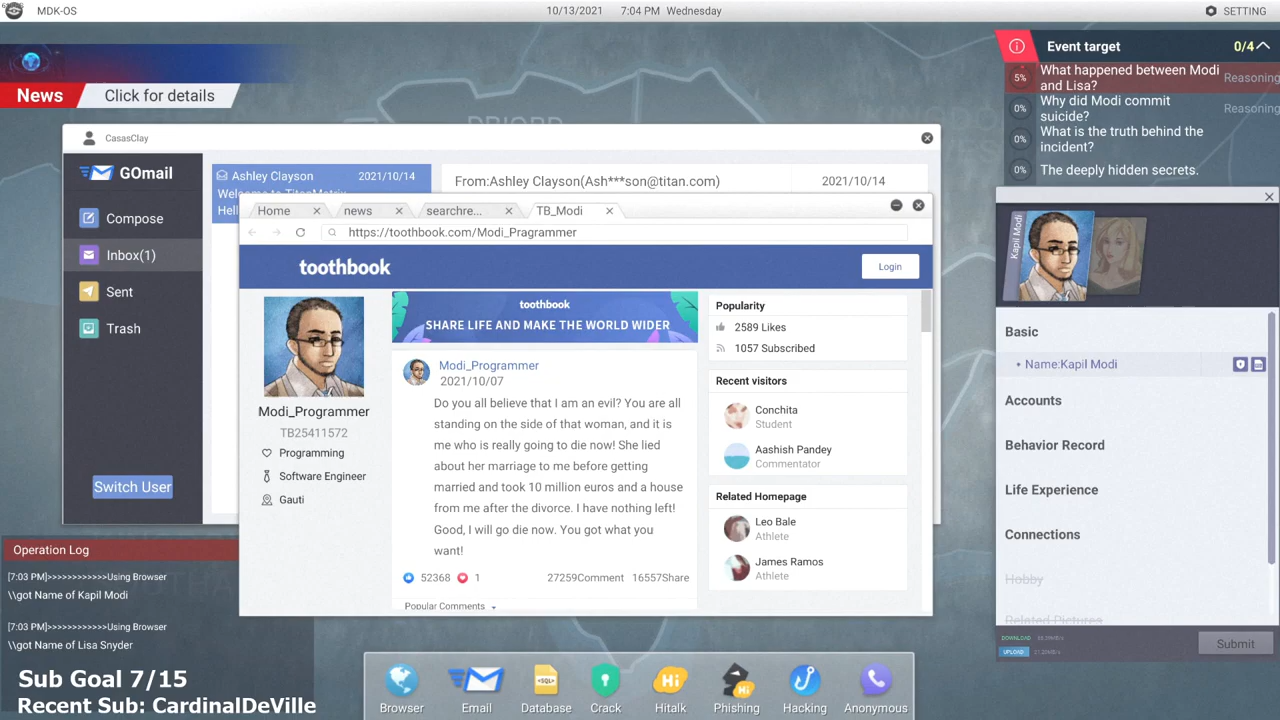 MDK-OS
10/13/2021 7:04 PM Wednesday
SETTING
News
Click for details
Event target 0/4
5% What happened between Modi and Lisa? Reasoning
0% Why did Modi commit suicide? Reasoning
0% What is the truth behind the incident?
0% The deeply hidden secrets.
CasasClay
GOmail
Compose
Inbox(1)
Sent
Trash
Switch User
Ashley Clayson 2021/10/14
Welcome to TitanMatrix
Hell
From:Ashley Clayson(Ash***son@titan.com) 2021/10/14
Home
news
searchre...
TB_Modi
https://toothbook.com/Modi_Pragrammer
toothbook
Login
Modi_Programmer
TB25411572
Programming
Software Engineer
Gauti
toothbook
SHARE LIFE AND MAKE THE WORLD WIDER
Modi_Programmer
2021/10/07
Do you all believe that I am an evil? You are all
standing on the side of that woman, and it is
me who is really going to die now! She lied
about her marriage to me before getting
married and took 10 million euros and a house
from me after the divorce. I have nothing left!
Good, I will go die now. You got what you
want!
52368 1 27259Comment 16557Share
Popular Comments
Popularity
2589 Likes
1057 Subscribed
Recent visitors
Conchita
Student
Aashish Pandey
Commentator
Related Homepage
Leo Bale
Athlete
James Ramos
Athlete
Kapil Modi
Basic
• Name:Kapil Modi
Accounts
Behavior Record
Life Experience
Connections
Hobby
Related Pictures
DOWNLOAD
UPLOAD
Submit
Operation Log
[7:03 PM]>>>>>>>>>>>>Using Browser
\\got Name of Kapil Modi
[7:03 PM]>>>>>>>>>>>>Using Browser
\\got Name of Lisa Snyder
Sub Goal 7/15
Recent Sub: CardinalDeVille
Browser
Email
SQL
Database
Crack
Hi
Hitalk
Hi
Phishing
Hacking
Anonymous